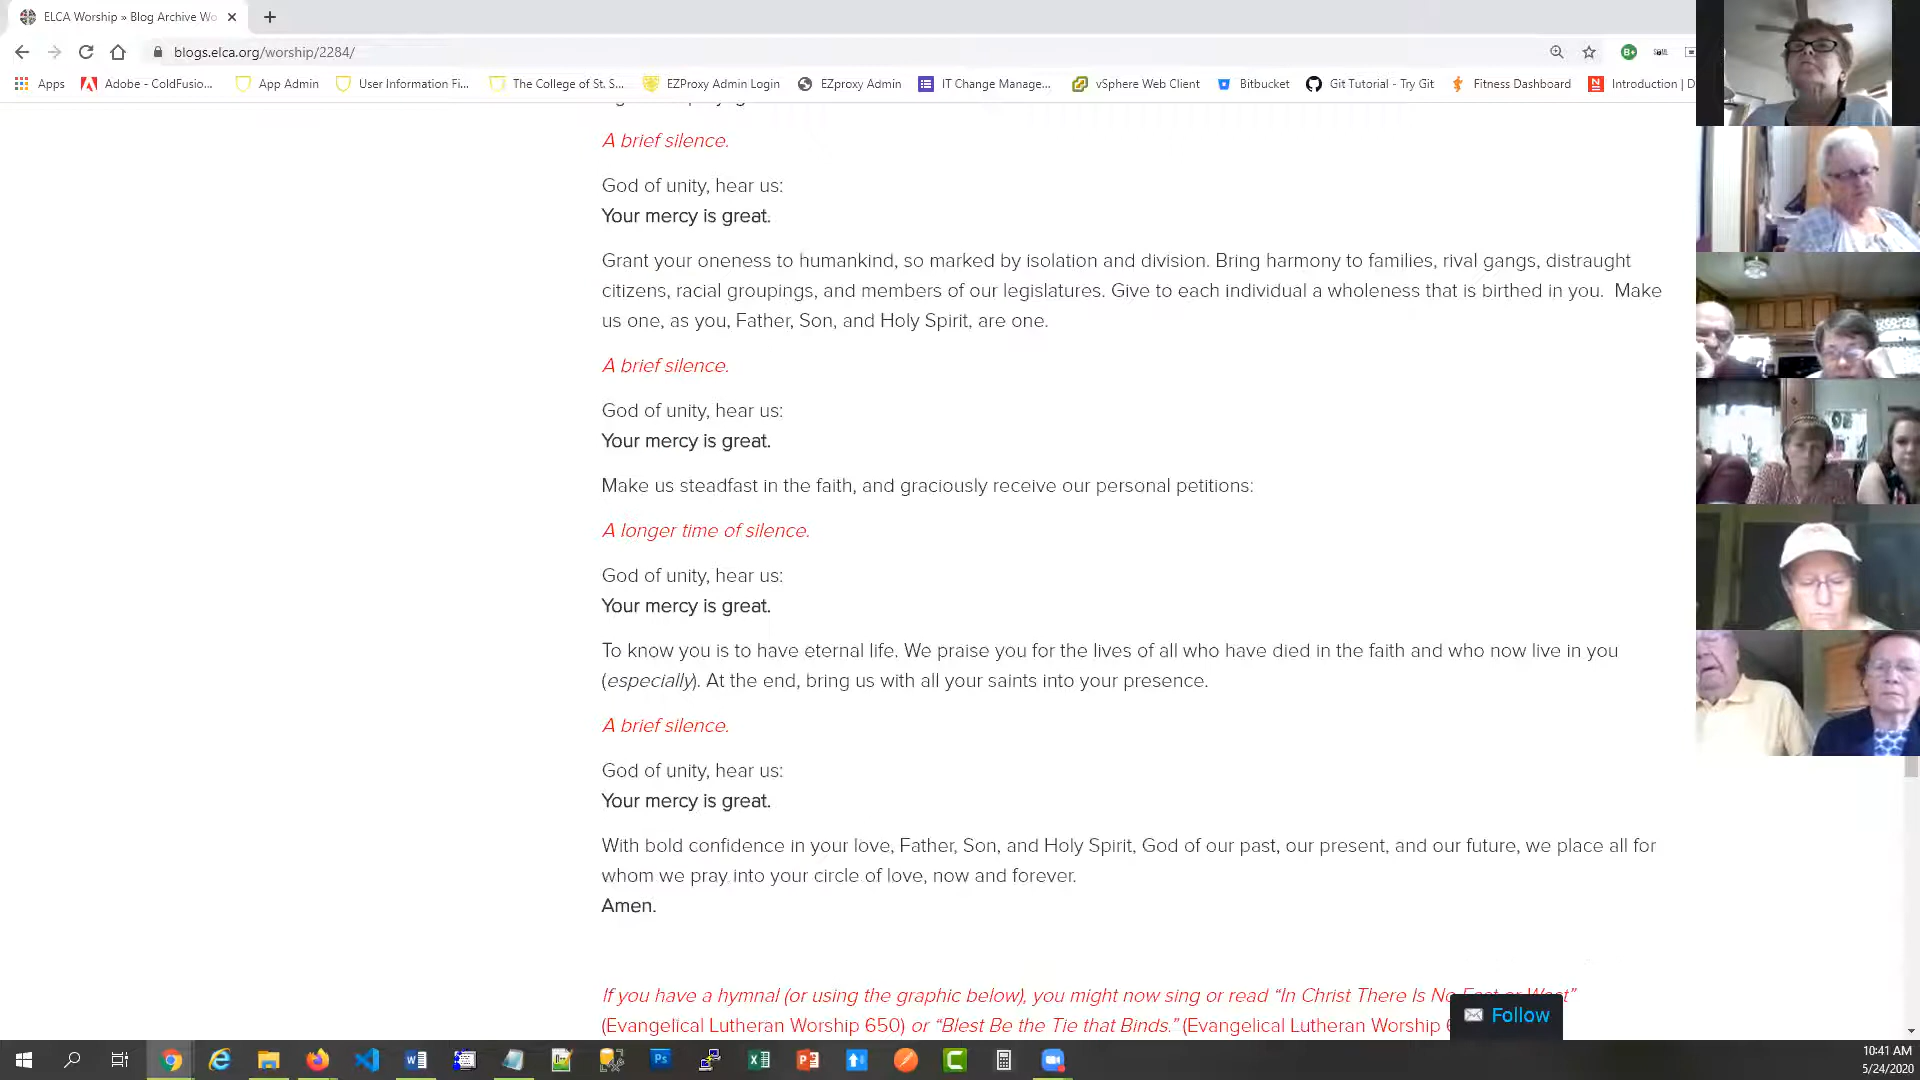 ELCA Worship » Blog Archive Wo
blogs.elca.org/worship/2284/
Apps
Adobe - ColdFusio...
App Admin
User Information Fi...
The College of St. S...
EZProxy Admin Login
EZproxy Admin
IT Change Manage...
vSphere Web Client
Bitbucket
Git Tutorial - Try Git
Fitness Dashboard
Introduction | D
A brief silence.
God of unity, hear us:
Your mercy is great.
Grant your oneness to humankind, so marked by isolation and division. Bring harmony to families, rival gangs, distraught
citizens, racial groupings, and members of our legislatures. Give to each individual a wholeness that is birthed in you. Make
us one, as you, Father, Son, and Holy Spirit, are one.
A brief silence.
God of unity, hear us:
Your mercy is great.
Make us steadfast in the faith, and graciously receive our personal petitions:
A longer time of silence.
God of unity, hear us:
Your mercy is great.
To know you is to have eternal life. We praise you for the lives of all who have died in the faith and who now live in you
(especially). At the end, bring us with all your saints into your presence.
A brief silence.
God of unity, hear us:
Your mercy is great.
With bold confidence in your love, Father, Son, and Holy Spirit, God of our past, our present, and our future, we place all for
whom we pray into your circle of love, now and forever.
Amen.
If you have a hymnal (or using the graphic below), you might now sing or read “In Christ There Is No East or West”
(Evangelical Lutheran Worship 650) or “Blest Be the Tie that Binds.” (Evangelical Lutheran Worship
Follow
10:41 AM
5/24/2020